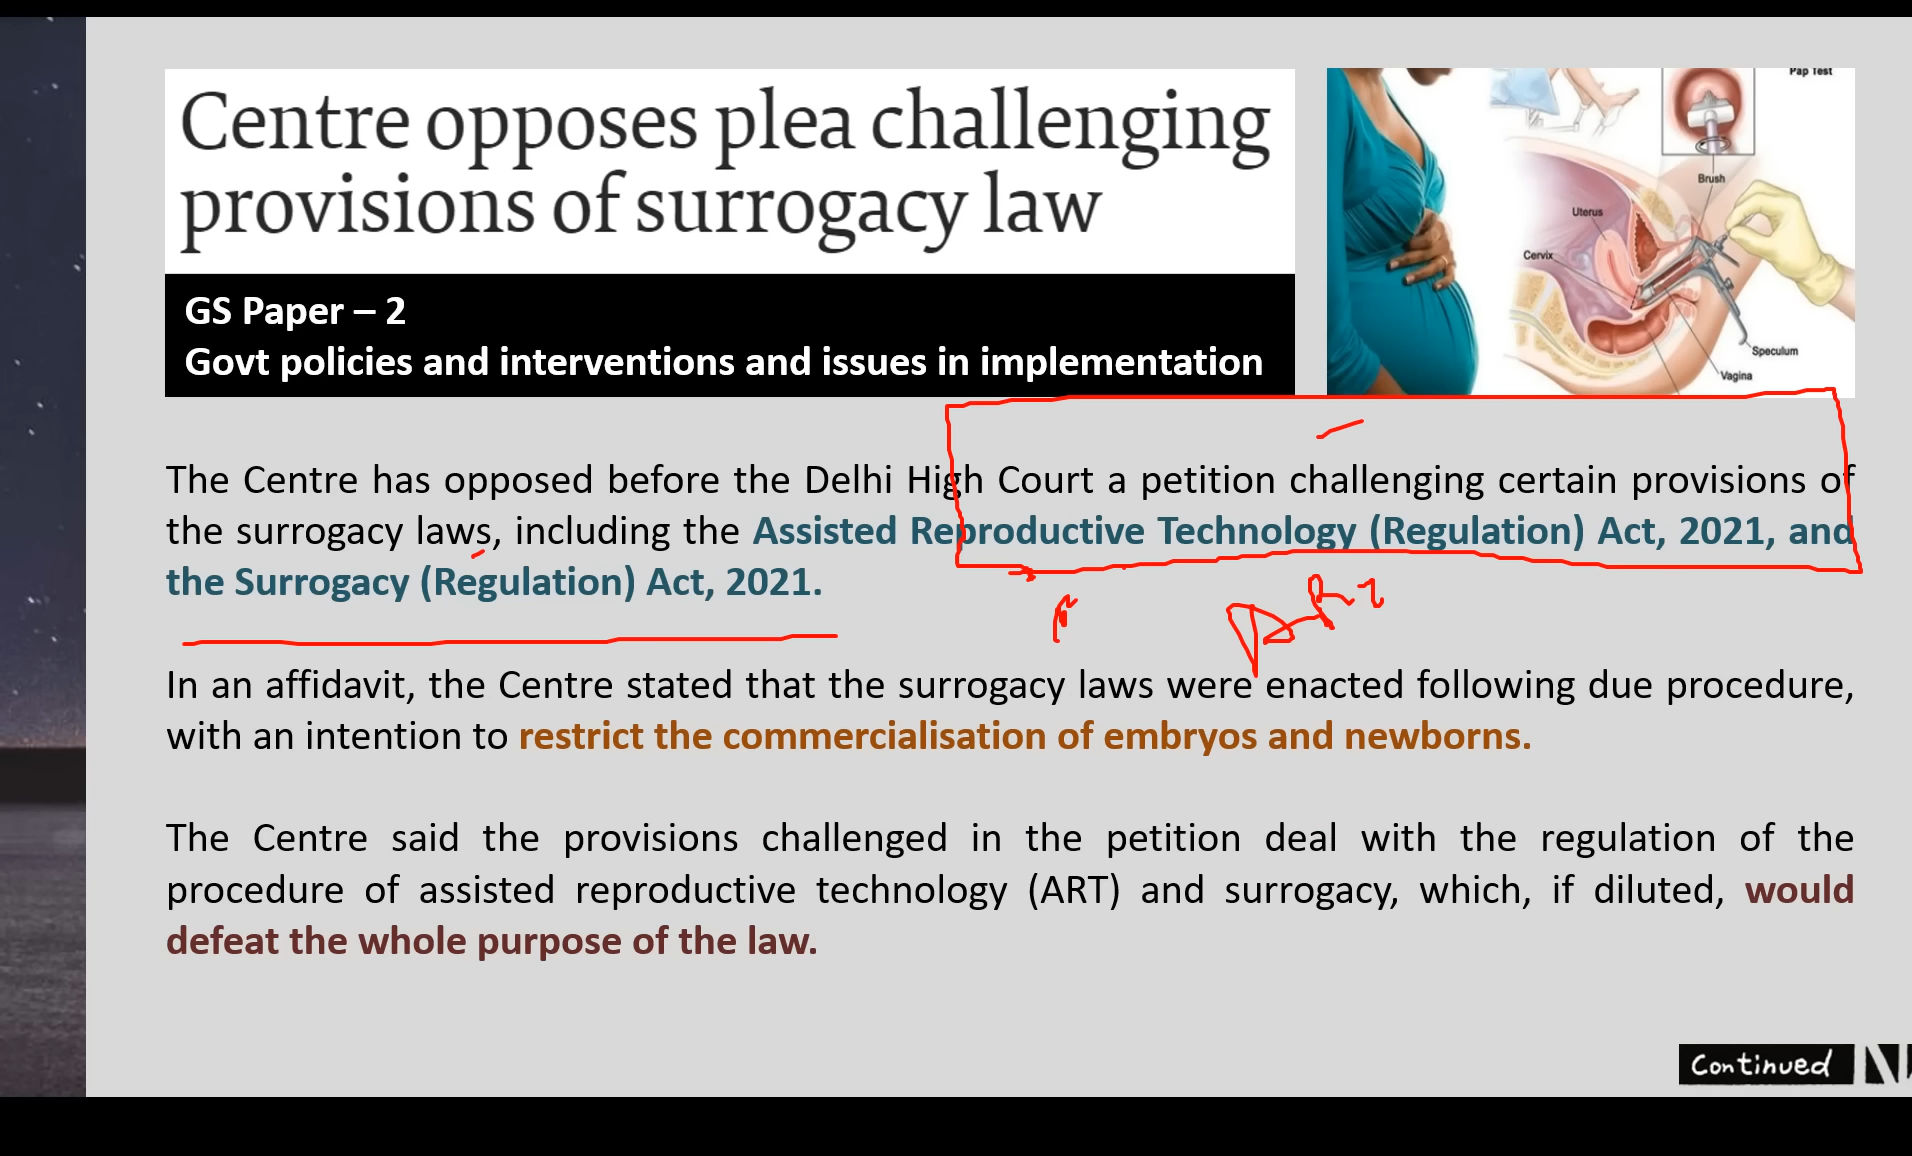 Centre opposes plea challenging
provisions of surrogacy law
GS Paper – 2
Govt policies and interventions and issues in implementation
Pap Test
Brush
Uterus
Cervix
Speculum
Vagina
The Centre has opposed before the Delhi High Court a petition challenging certain provisions of
the surrogacy laws, including the Assisted Reproductive Technology (Regulation) Act, 2021, and
the Surrogacy (Regulation) Act, 2021.
In an affidavit, the Centre stated that the surrogacy laws were enacted following due procedure,
with an intention to restrict the commercialisation of embryos and newborns.
The Centre said the provisions challenged in the petition deal with the regulation of the
procedure of assisted reproductive technology (ART) and surrogacy, which, if diluted, would
defeat the whole purpose of the law.
Continued